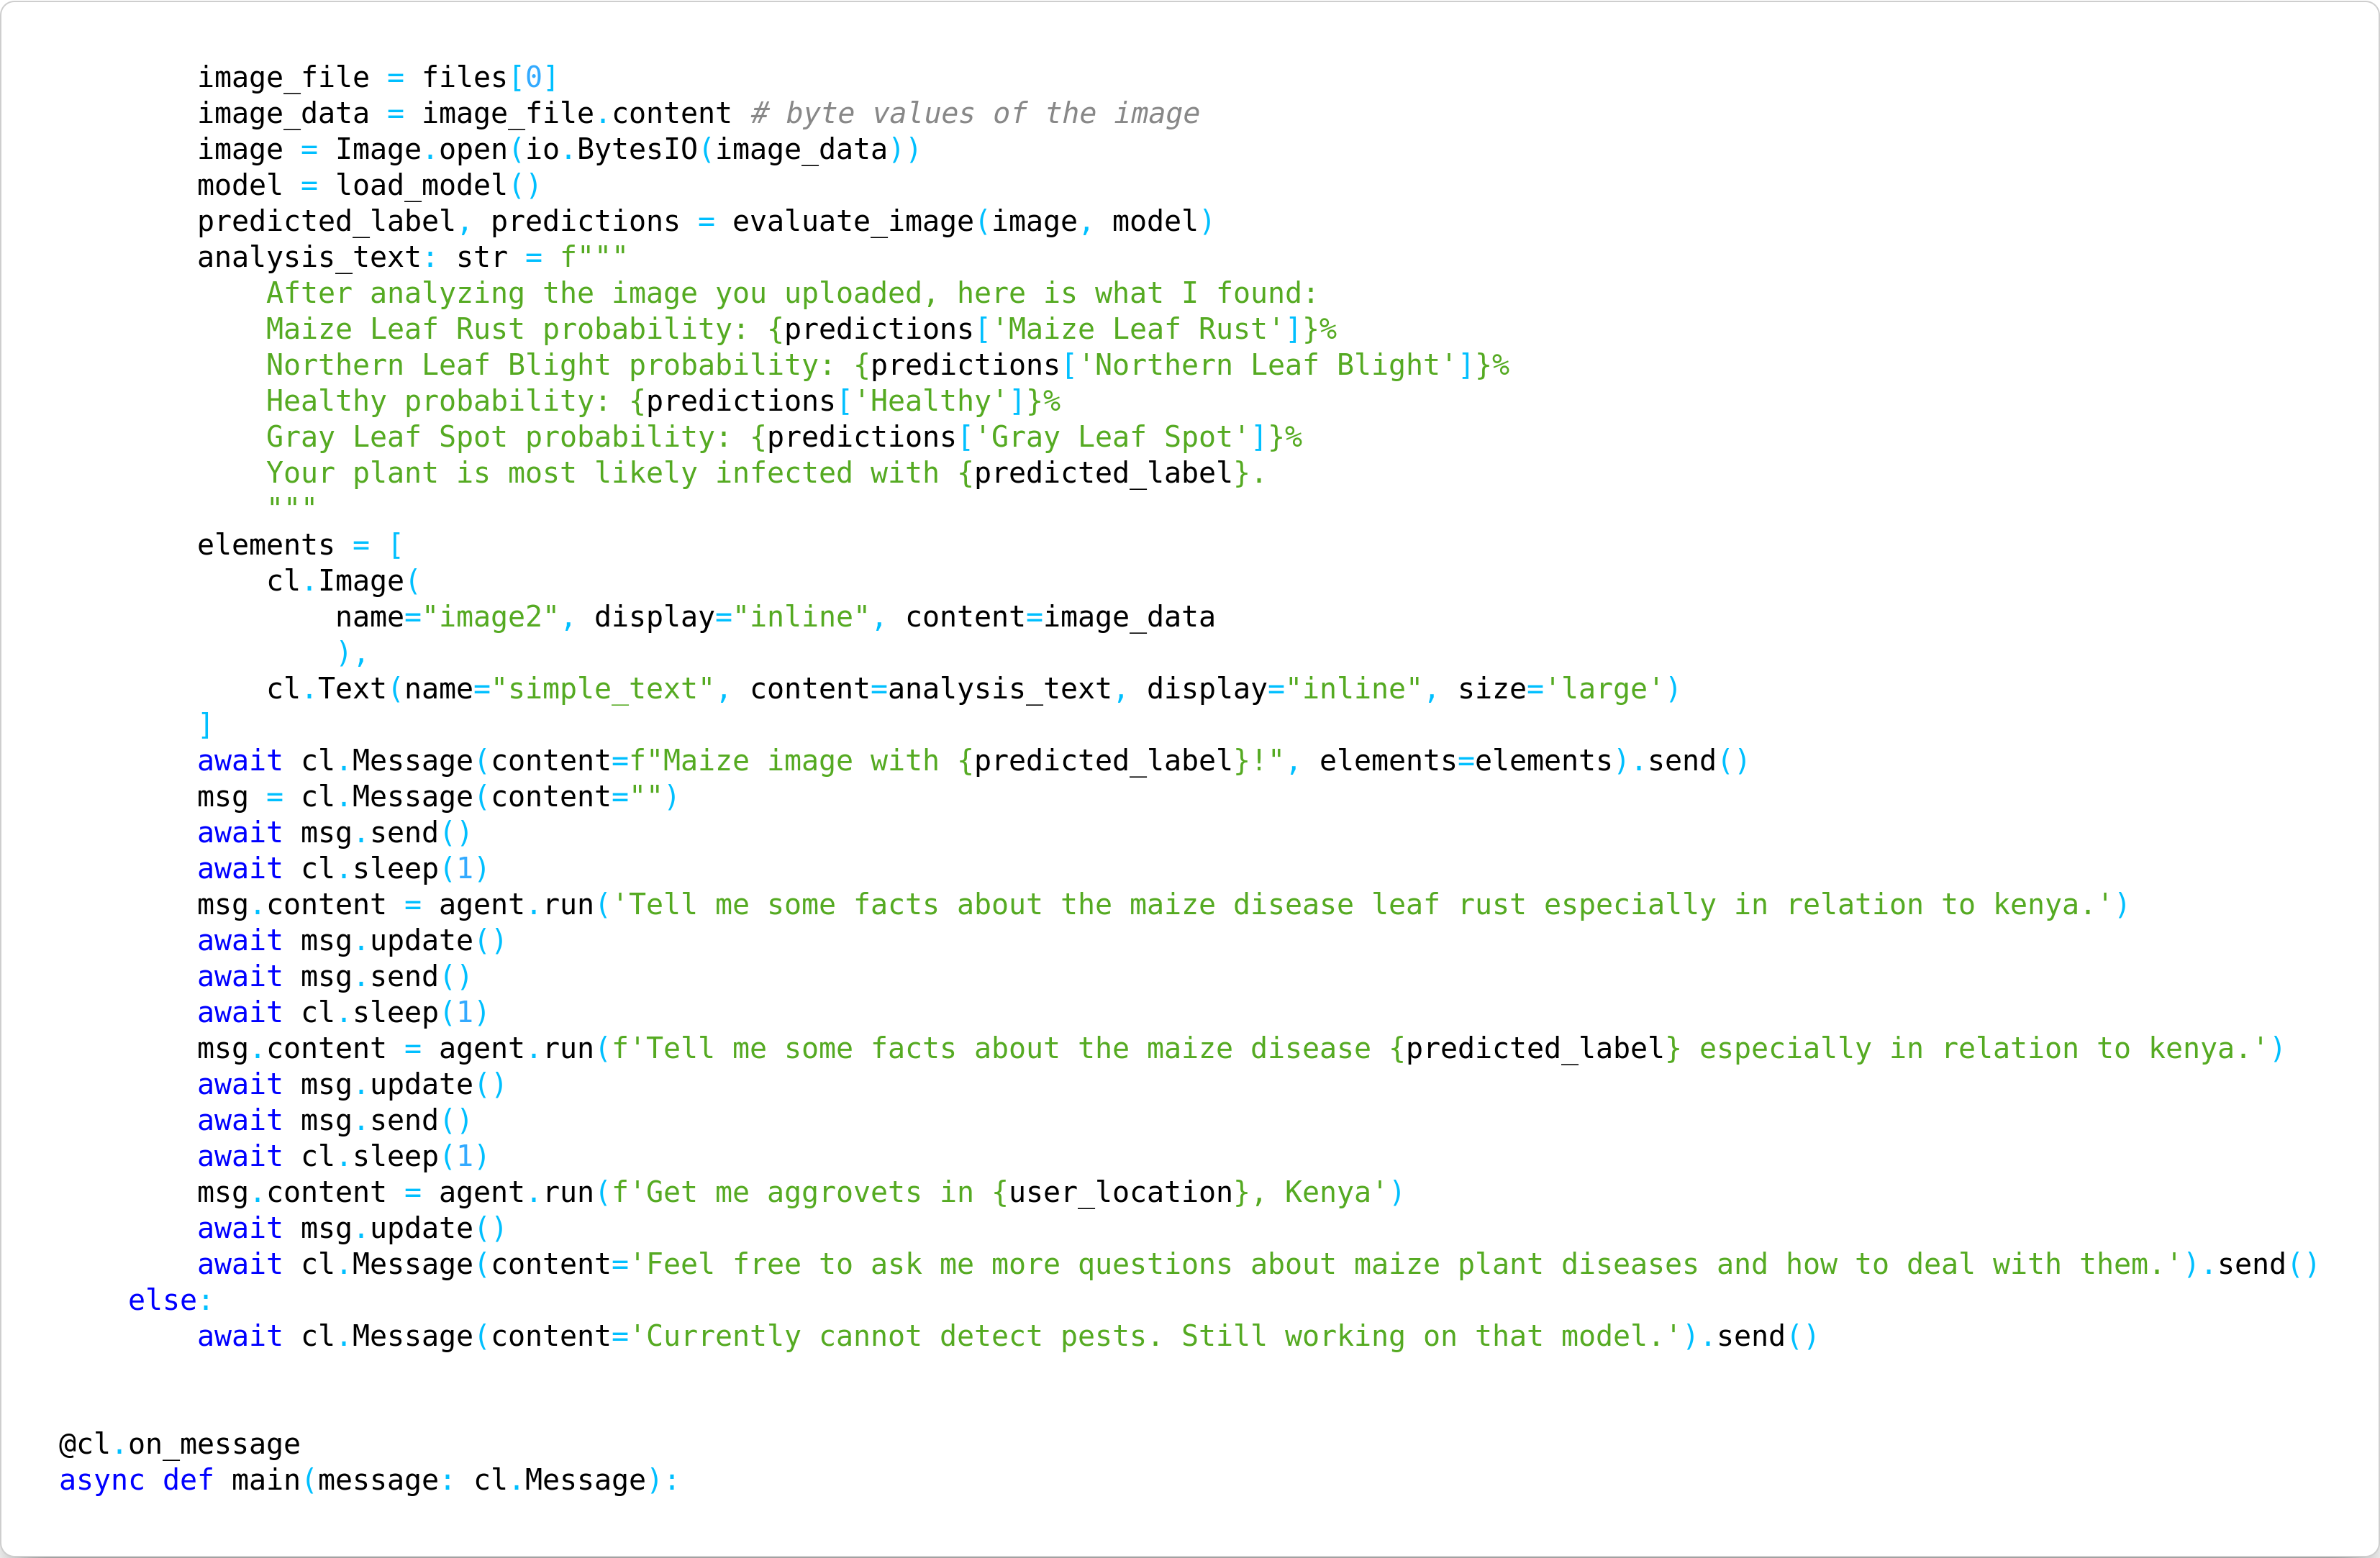 image_file = files[0]
image_data = image_file.content # byte values of the image
image = Image.open(io.BytesIO(image_data))
model = load_model()
predicted_label, predictions = evaluate_image(image, model)
analysis_text: str = f"""
After analyzing the image you uploaded, here is what I found:
Maize Leaf Rust probability: {predictions['Maize Leaf Rust']}%
Northern Leaf Blight probability: {predictions['Northern Leaf Blight']}%
Healthy probability: {predictions['Healthy']}%
Gray Leaf Spot probability: {predictions['Gray Leaf Spot']}%
Your plant is most likely infected with {predicted_label}.
"""
elements = [
cl.Image(
name="image2", display="inline", content=image_data
),
cl.Text(name="simple_text", content=analysis_text, display="inline", size='large')
]
await cl.Message(content=f"Maize image with {predicted_label}!", elements=elements).send()
msg = cl.Message(content="")
await msg.send()
await cl.sleep(1)
msg.content = agent.run('Tell me some facts about the maize disease leaf rust especially in relation to kenya.')
await msg.update()
await msg.send()
await cl.sleep(1)
msg.content = agent.run(f'Tell me some facts about the maize disease {predicted_label} especially in relation to kenya.')
await msg.update()
await msg.send()
await cl.sleep(1)
msg.content = agent.run(f'Get me aggrovets in {user_location}, Kenya')
await msg.update()
await cl.Message(content='Feel free to ask me more questions about maize plant diseases and how to deal with them.').send()
else:
await cl.Message(content='Currently cannot detect pests. Still working on that model.').send()
@cl.on_message
async def main(message: cl.Message):